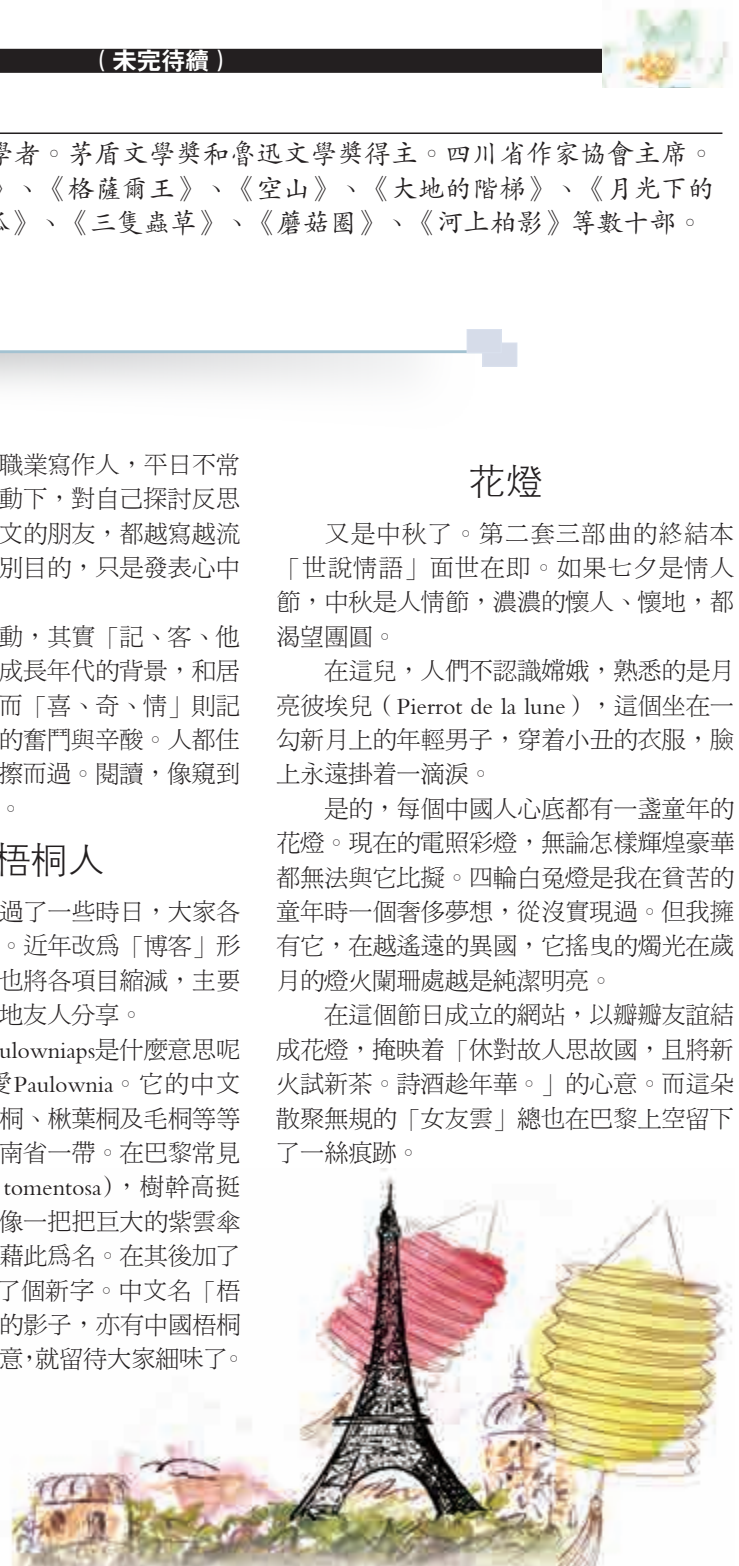 （未完待續）
學者。茅盾文學獎和魯迅文學獎得主。四川省作家協會主席。
》、《格薩爾王》、《空山》、《大地的階梯》、《月光下的
瓜》、《三隻蟲草》、《蘑菇圈》、《河上柏影》等數十部。
職業寫作人，平日不常
動下，對自己探討反思
文的朋友，都越寫越流
別目的，只是發表心中
動，其實「記、客、他
成長年代的背景，和居
而「喜、奇、情」則記
的奮鬥與辛酸。人都住
擦而過。閱讀，像窺到
。
梧桐人
過了一些時日，大家各
。近年改爲「博客」形
也將各項目縮減，主要
地友人分享。
ulowniaps是什麼意思呢
愛Paulownia。它的中文
桐、楸葉桐及毛桐等等
南省一帶。在巴黎常見
tomentosa），樹幹高挺
像一把把巨大的紫雲傘
藉此爲名。在其後加了
了個新字。中文名「梧
的影子，亦有中國梧桐
意，就留待大家細味了。
花燈
又是中秋了。第二套三部曲的終結本
「世說情語」面世在即。如果七夕是情人
節，中秋是人情節，濃濃的懷人、懷地，都
渴望團圓。
在這兒，人們不認識嫦娥，熟悉的是月
亮彼埃兒（Pierrot de la lune），這個坐在一
勾新月上的年輕男子，穿着小丑的衣服，臉
上永遠掛着一滴淚。
是的，每個中國人心底都有一盞童年的
花燈。現在的電照彩燈，無論怎樣輝煌豪華
都無法與它比擬。四輪白兔燈是我在貧苦的
童年時一個奢侈夢想，從沒實現過。但我擁
有它，在越遙遠的異國，它搖曳的燭光在歲
月的燈火闌珊處越是純潔明亮。
在這個節日成立的網站，以瓣瓣友誼結
成花燈，掩映着「休對故人思故國，且將新
火試新茶。詩酒趁年華。」的心意。而這朵
散聚無規的「女友雲」總也在巴黎上空留下
了一絲痕跡。